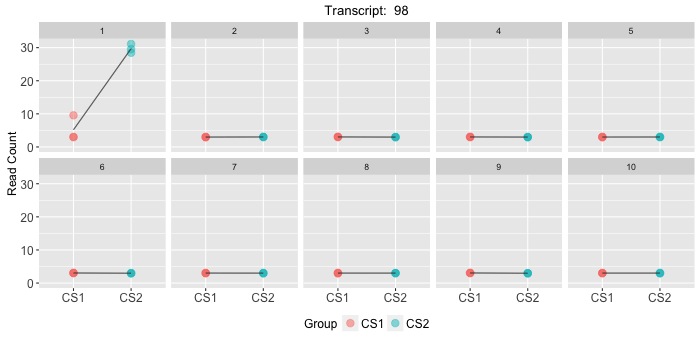 Transcript: 98
1 2 3 4 5
30
20
10
0
Read Count
6 7 8 9 10
30
20
10
0
CS1 CS2 CS1 CS2 CS1 CS2 CS1 CS2 CS1 CS2
Group CS1 CS2